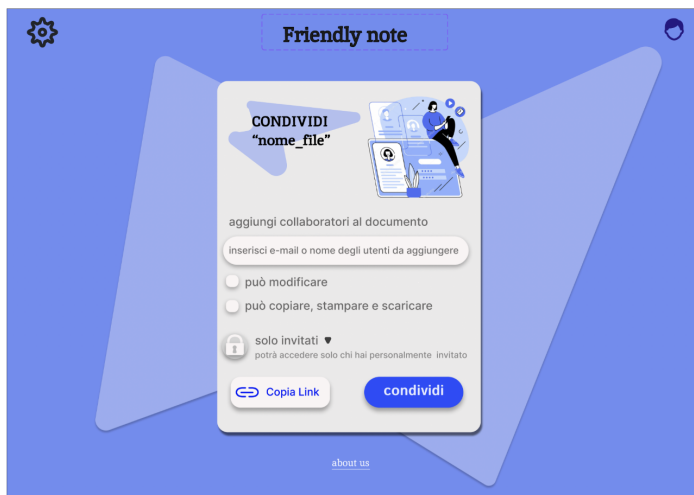 Friendly note
CONDIVIDI
“nome_file”
aggiungi collaboratori al documento
inserisci e-mail o nome degli utenti da aggiungere
può modificare
può copiare, stampare e scaricare
solo invitati
potrà accedere solo chi hai personalmente invitato
Copia Link
condividi
about us